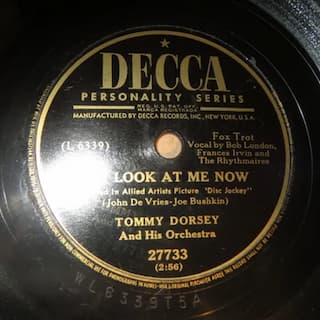 DECCA
PERSONALITY SERIES
REG. U.S. PAT. OFF.
MARCA REGISTRADA
MANUFACTURED BY DECCA RECORDS, INC., NEW YORK, U.S.A.
Fox Trot
(L 6339)
Vocal by Bob London,
Frances Irvin and
The Rhythmaires
LOOK AT ME NOW
in Allied Artists Picture "Disc Jockey"
(John De Vries-Joe Bushkin)
TOMMY DORSEY
And His Orchestra
27733
(2:56)
WL6339T5A